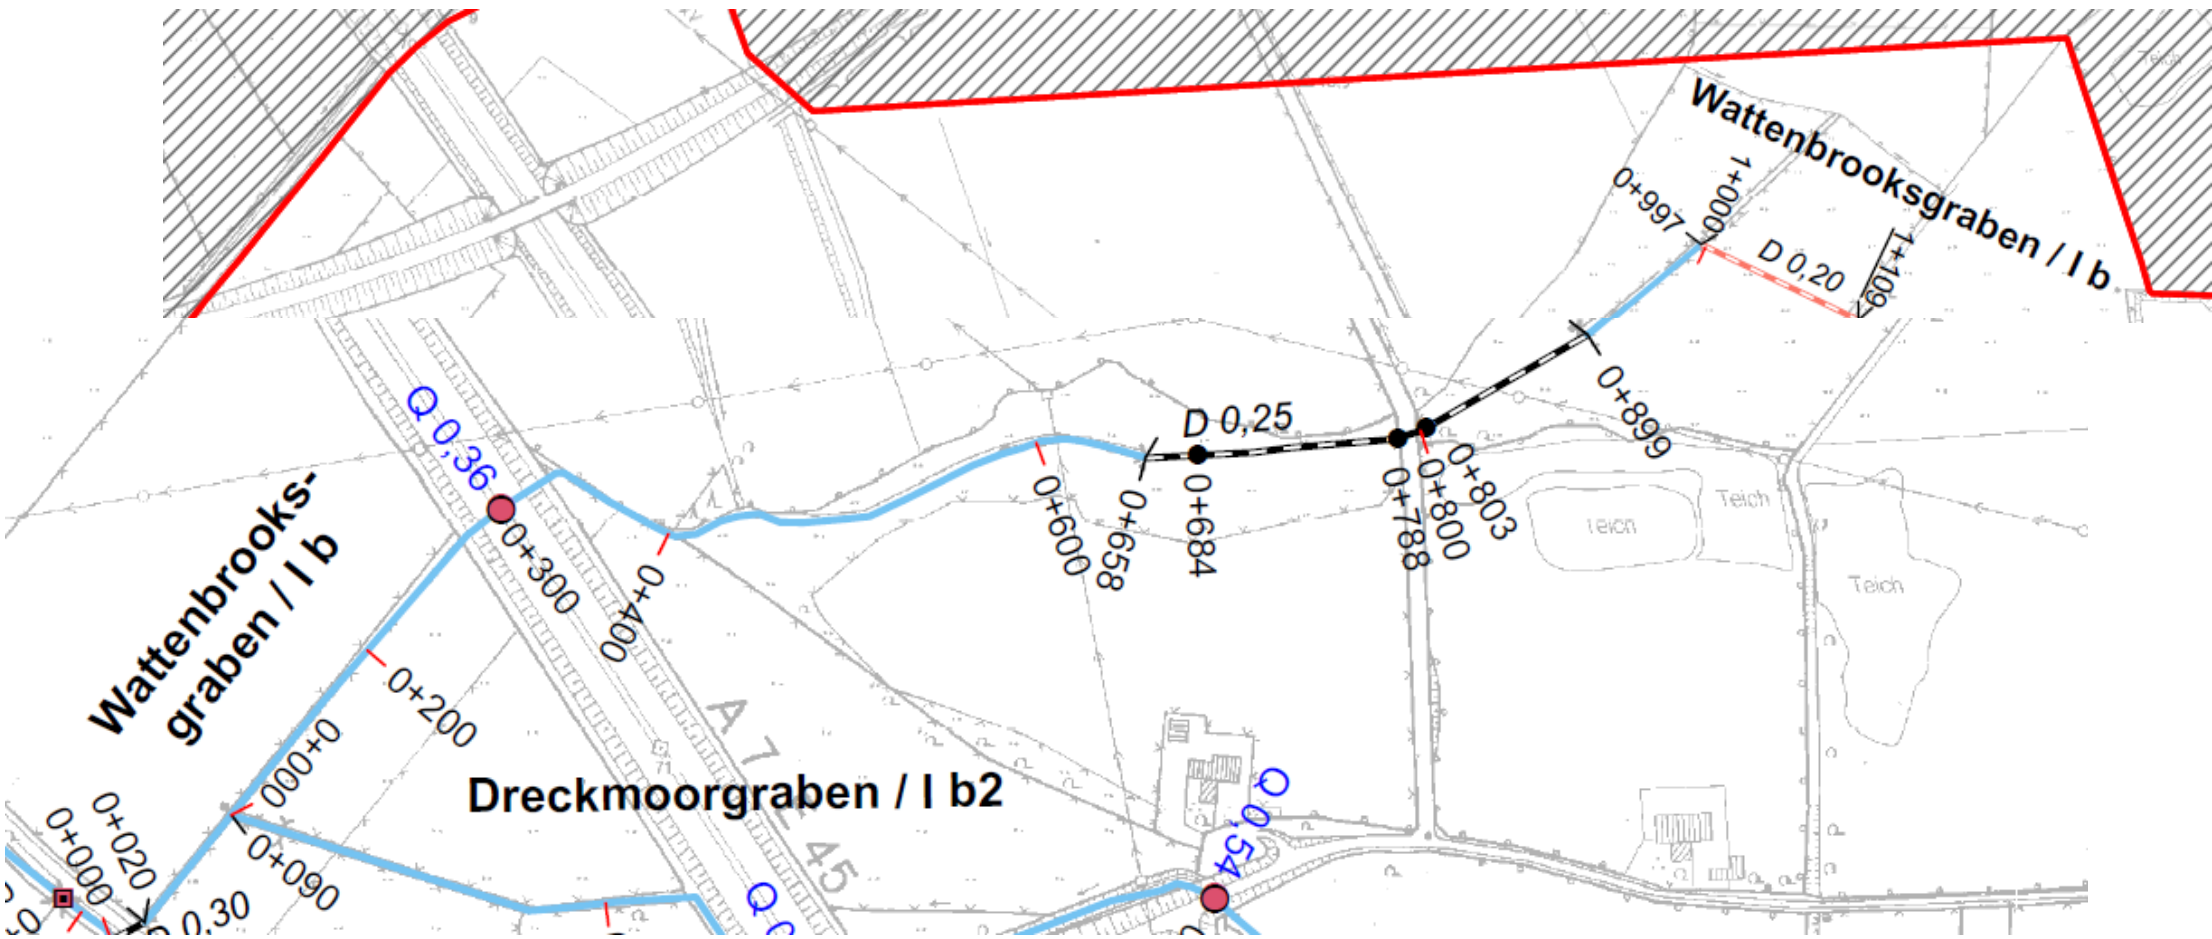 Teich
Wattenbrooksgraben / I b
1+000
0+997
D 0,20
1+109
Q 0,36
D 0,25
0+899
Wattenbrooks-
graben / I b
0+300
0+400
0+600
0+658
0+684
0+788
0+800
0+803
Teich
Teich
Teich
0+200
A 7
E 45
71
000+0
Dreckmoorgraben / I b2
Q 0,54
0+020
0+000
0+090
0,30
Q 0